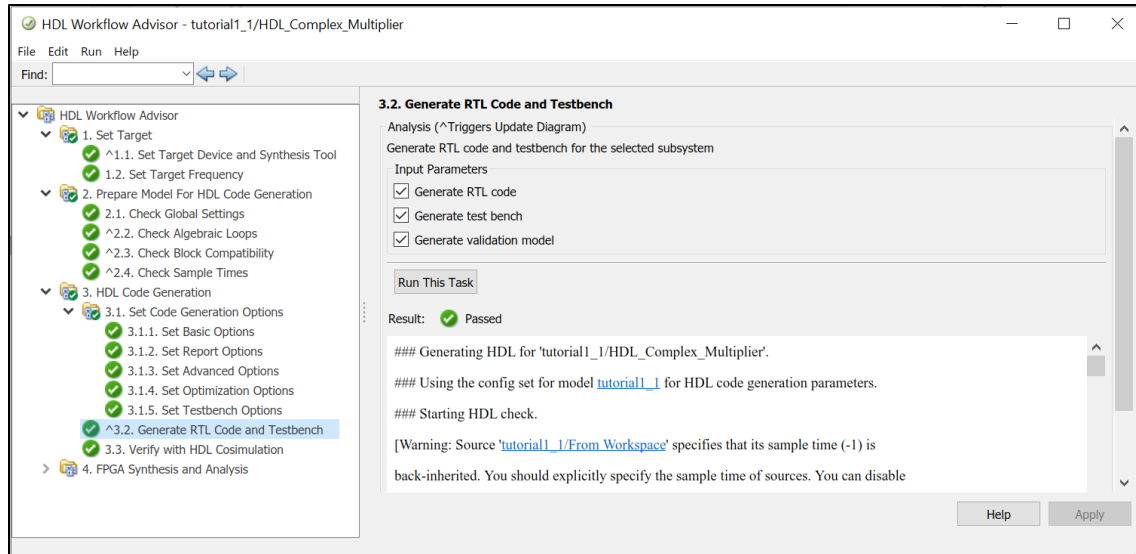 HDL Workflow Advisor - tutorial1_1/HDL_Complex_Multiplier
File Edit Run Help
Find:
HDL Workflow Advisor
1. Set Target
^1.1. Set Target Device and Synthesis Tool
1.2. Set Target Frequency
2. Prepare Model For HDL Code Generation
2.1. Check Global Settings
^2.2. Check Algebraic Loops
^2.3. Check Block Compatibility
^2.4. Check Sample Times
3. HDL Code Generation
3.1. Set Code Generation Options
3.1.1. Set Basic Options
3.1.2. Set Report Options
3.1.3. Set Advanced Options
3.1.4. Set Optimization Options
3.1.5. Set Testbench Options
^3.2. Generate RTL Code and Testbench
3.3. Verify with HDL Cosimulation
4. FPGA Synthesis and Analysis
3.2. Generate RTL Code and Testbench
Analysis (^Triggers Update Diagram)
Generate RTL code and testbench for the selected subsystem
Input Parameters
Generate RTL code
Generate test bench
Generate validation model
Run This Task
Result: Passed
### Generating HDL for 'tutorial1_1/HDL_Complex_Multiplier'.
### Using the config set for model tutorial1_1 for HDL code generation parameters.
### Starting HDL check.
[Warning: Source 'tutorial1_1/From Workspace' specifies that its sample time (-1) is
back-inherited. You should explicitly specify the sample time of sources. You can disable
Help Apply